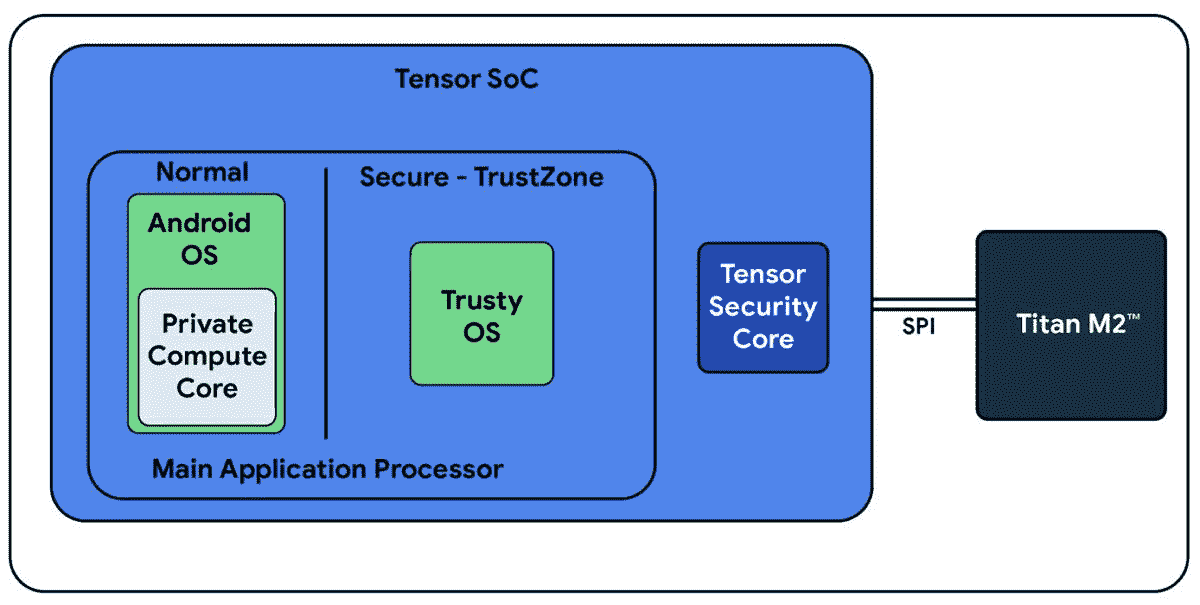 Tensor SoC
Normal
Secure - TrustZone
Android
OS
Private
Compute
Core
Trusty
OS
Tensor
Security
Core
SPI
Titan M2™
Main Application Processor